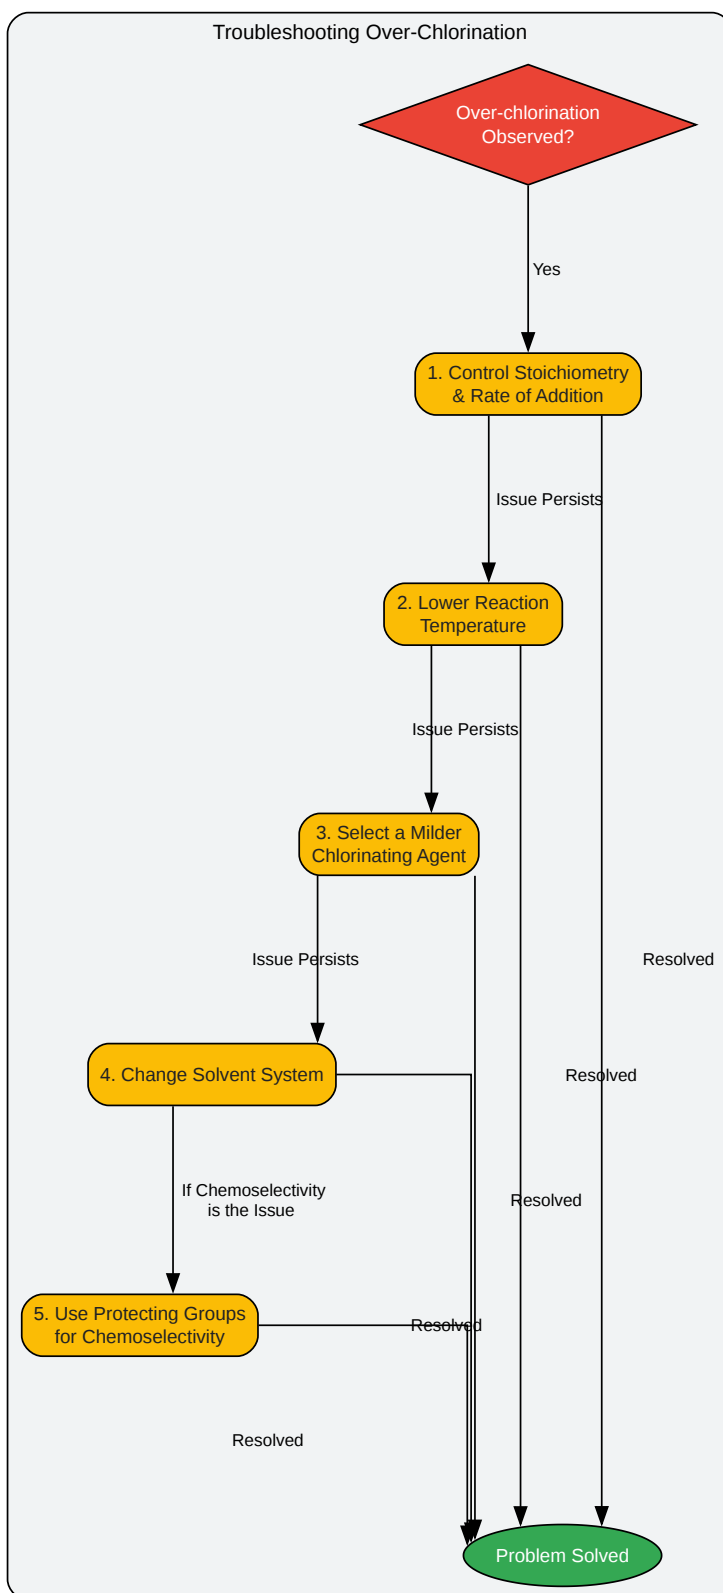 Troubleshooting Over-Chlorination
Over-chlorination
Observed?
Yes
1. Control Stoichiometry
& Rate of Addition
Issue Persists
2. Lower Reaction
Temperature
Issue Persists
3. Select a Milder
Chlorinating Agent
Issue Persists
Resolved
4. Change Solvent System
Resolved
If Chemoselectivity
is the Issue
Resolved
5. Use Protecting Groups
for Chemoselectivity
Resolved
Resolved
Problem Solved